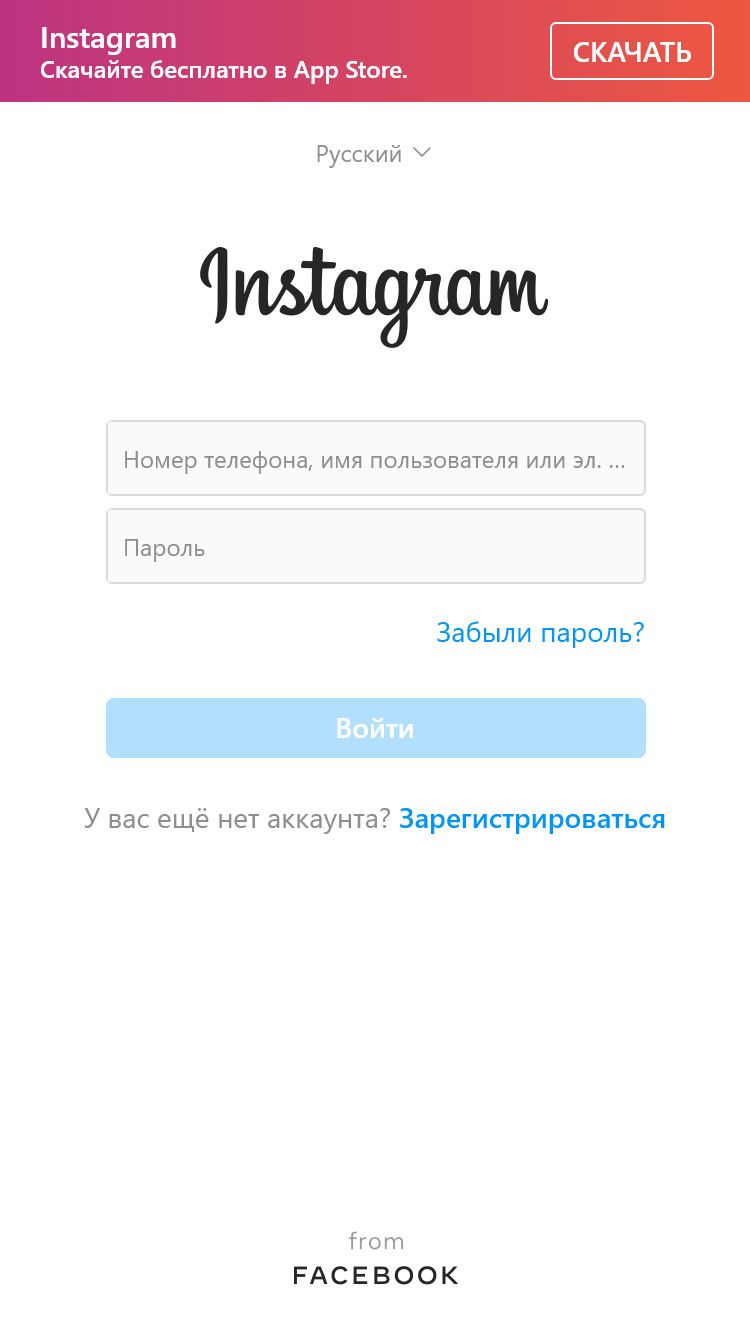 Instagram
Скачайте бесплатно в App Store.
СКАЧАТЬ
Русский
Instagram
Номер телефона, имя пользователя или эл. ...
Пароль
Забыли пароль?
Войти
У вас ещё нет аккаунта? Зарегистрироваться
from
FACEBOOK